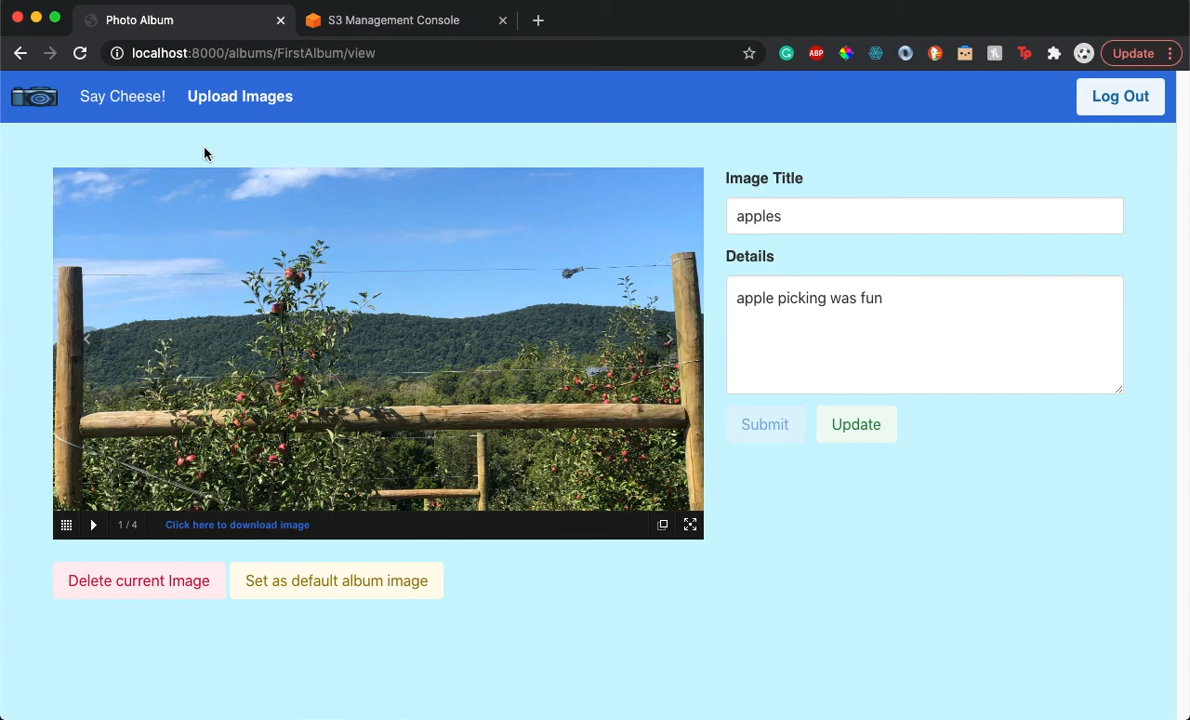 Photo Album
S3 Management Console
localhost:8000/albums/FirstAlbum/view
ABP
Tp
Update
Say Cheese!
Upload Images
Log Out
Image Title
apples
Details
apple picking was fun
Submit
Update
1 / 4
Click here to download image
Delete current Image
Set as default album image